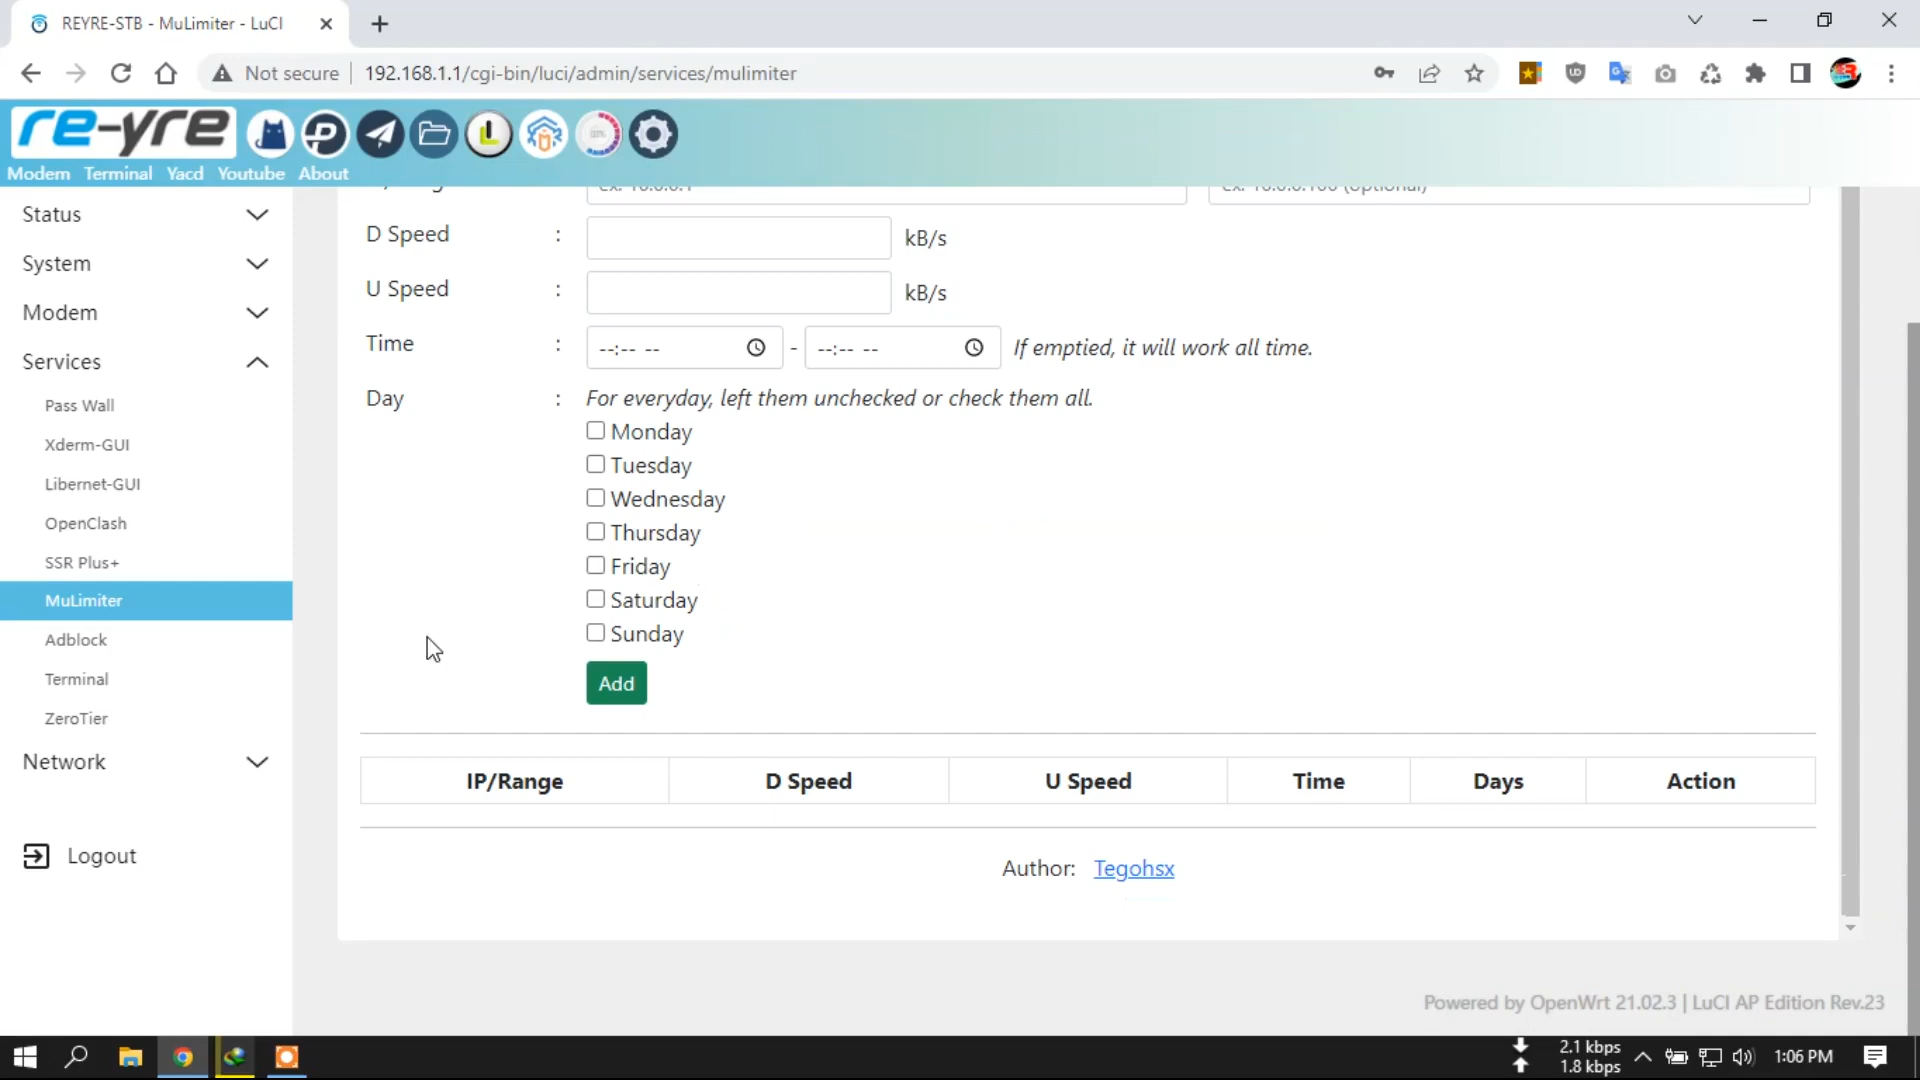 REYRE-STB - MuLimiter - LuCI
Not secure
192.168.1.1/cgi-bin/luci/admin/services/mulimiter
re-yre
Modem Terminal Yacd Youtube About
Status
System
Modem
Services
Pass Wall
Xderm-GUI
Libernet-GUI
OpenClash
SSR Plus+
MuLimiter
Adblock
Terminal
ZeroTier
Network
Logout
D Speed : kB/s
U Speed : kB/s
Time : --:-- -- - --:-- -- If emptied, it will work all time.
Day : For everyday, left them unchecked or check them all.
Monday
Tuesday
Wednesday
Thursday
Friday
Saturday
Sunday
Add
IP/Range D Speed U Speed Time Days Action
Author: Tegohsx
Powered by OpenWrt 21.02.3 | LuCI AP Edition Rev.23
2.1 kbps
1.8 kbps
1:06 PM